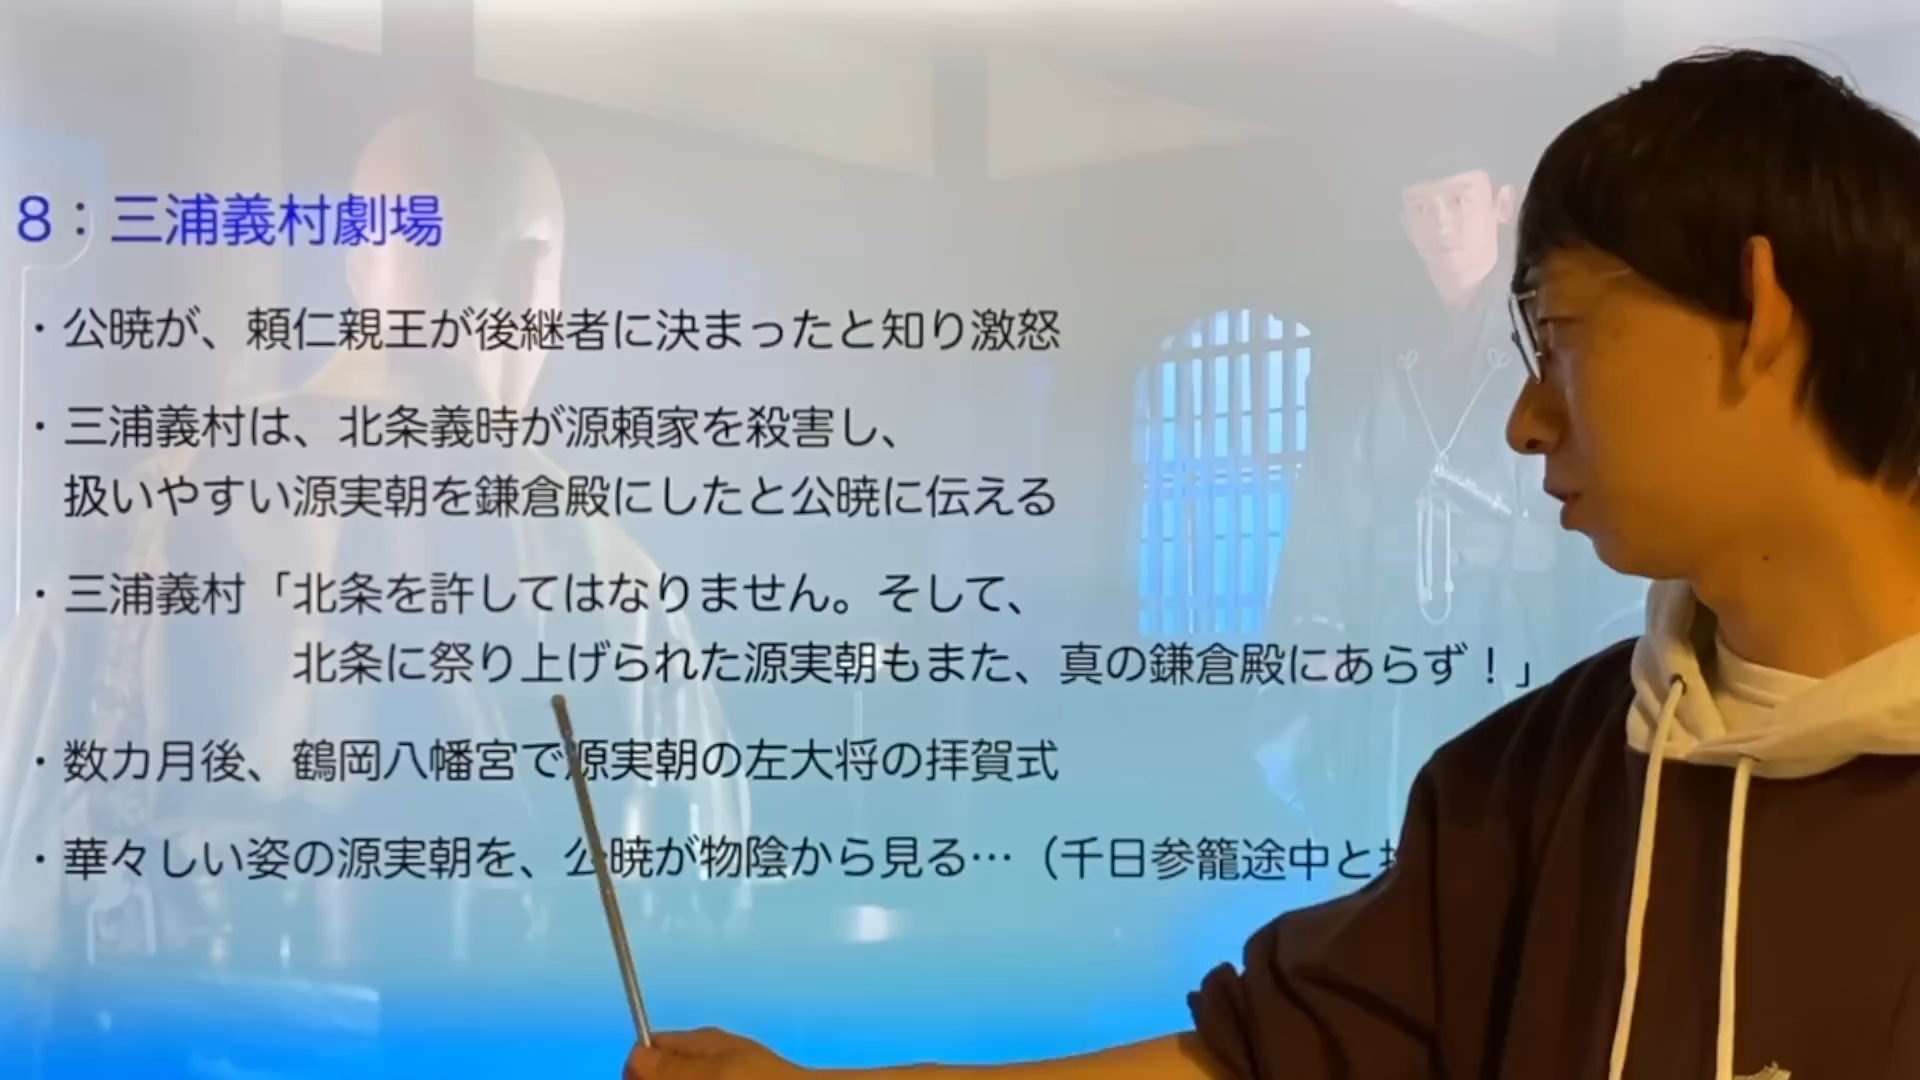 8：三浦義村劇場
・公暁が、頼仁親王が後継者に決まったと知り激怒
・三浦義村は、北条義時が源頼家を殺害し、
扱いやすい源実朝を鎌倉殿にしたと公暁に伝える
・三浦義村「北条を許してはなりません。そして、
北条に祭り上げられた源実朝もまた、真の鎌倉殿にあらず！」
・数カ月後、鶴岡八幡宮で源実朝の左大将の拝賀式
・華々しい姿の源実朝を、公暁が物陰から見る…（千日参籠途中と